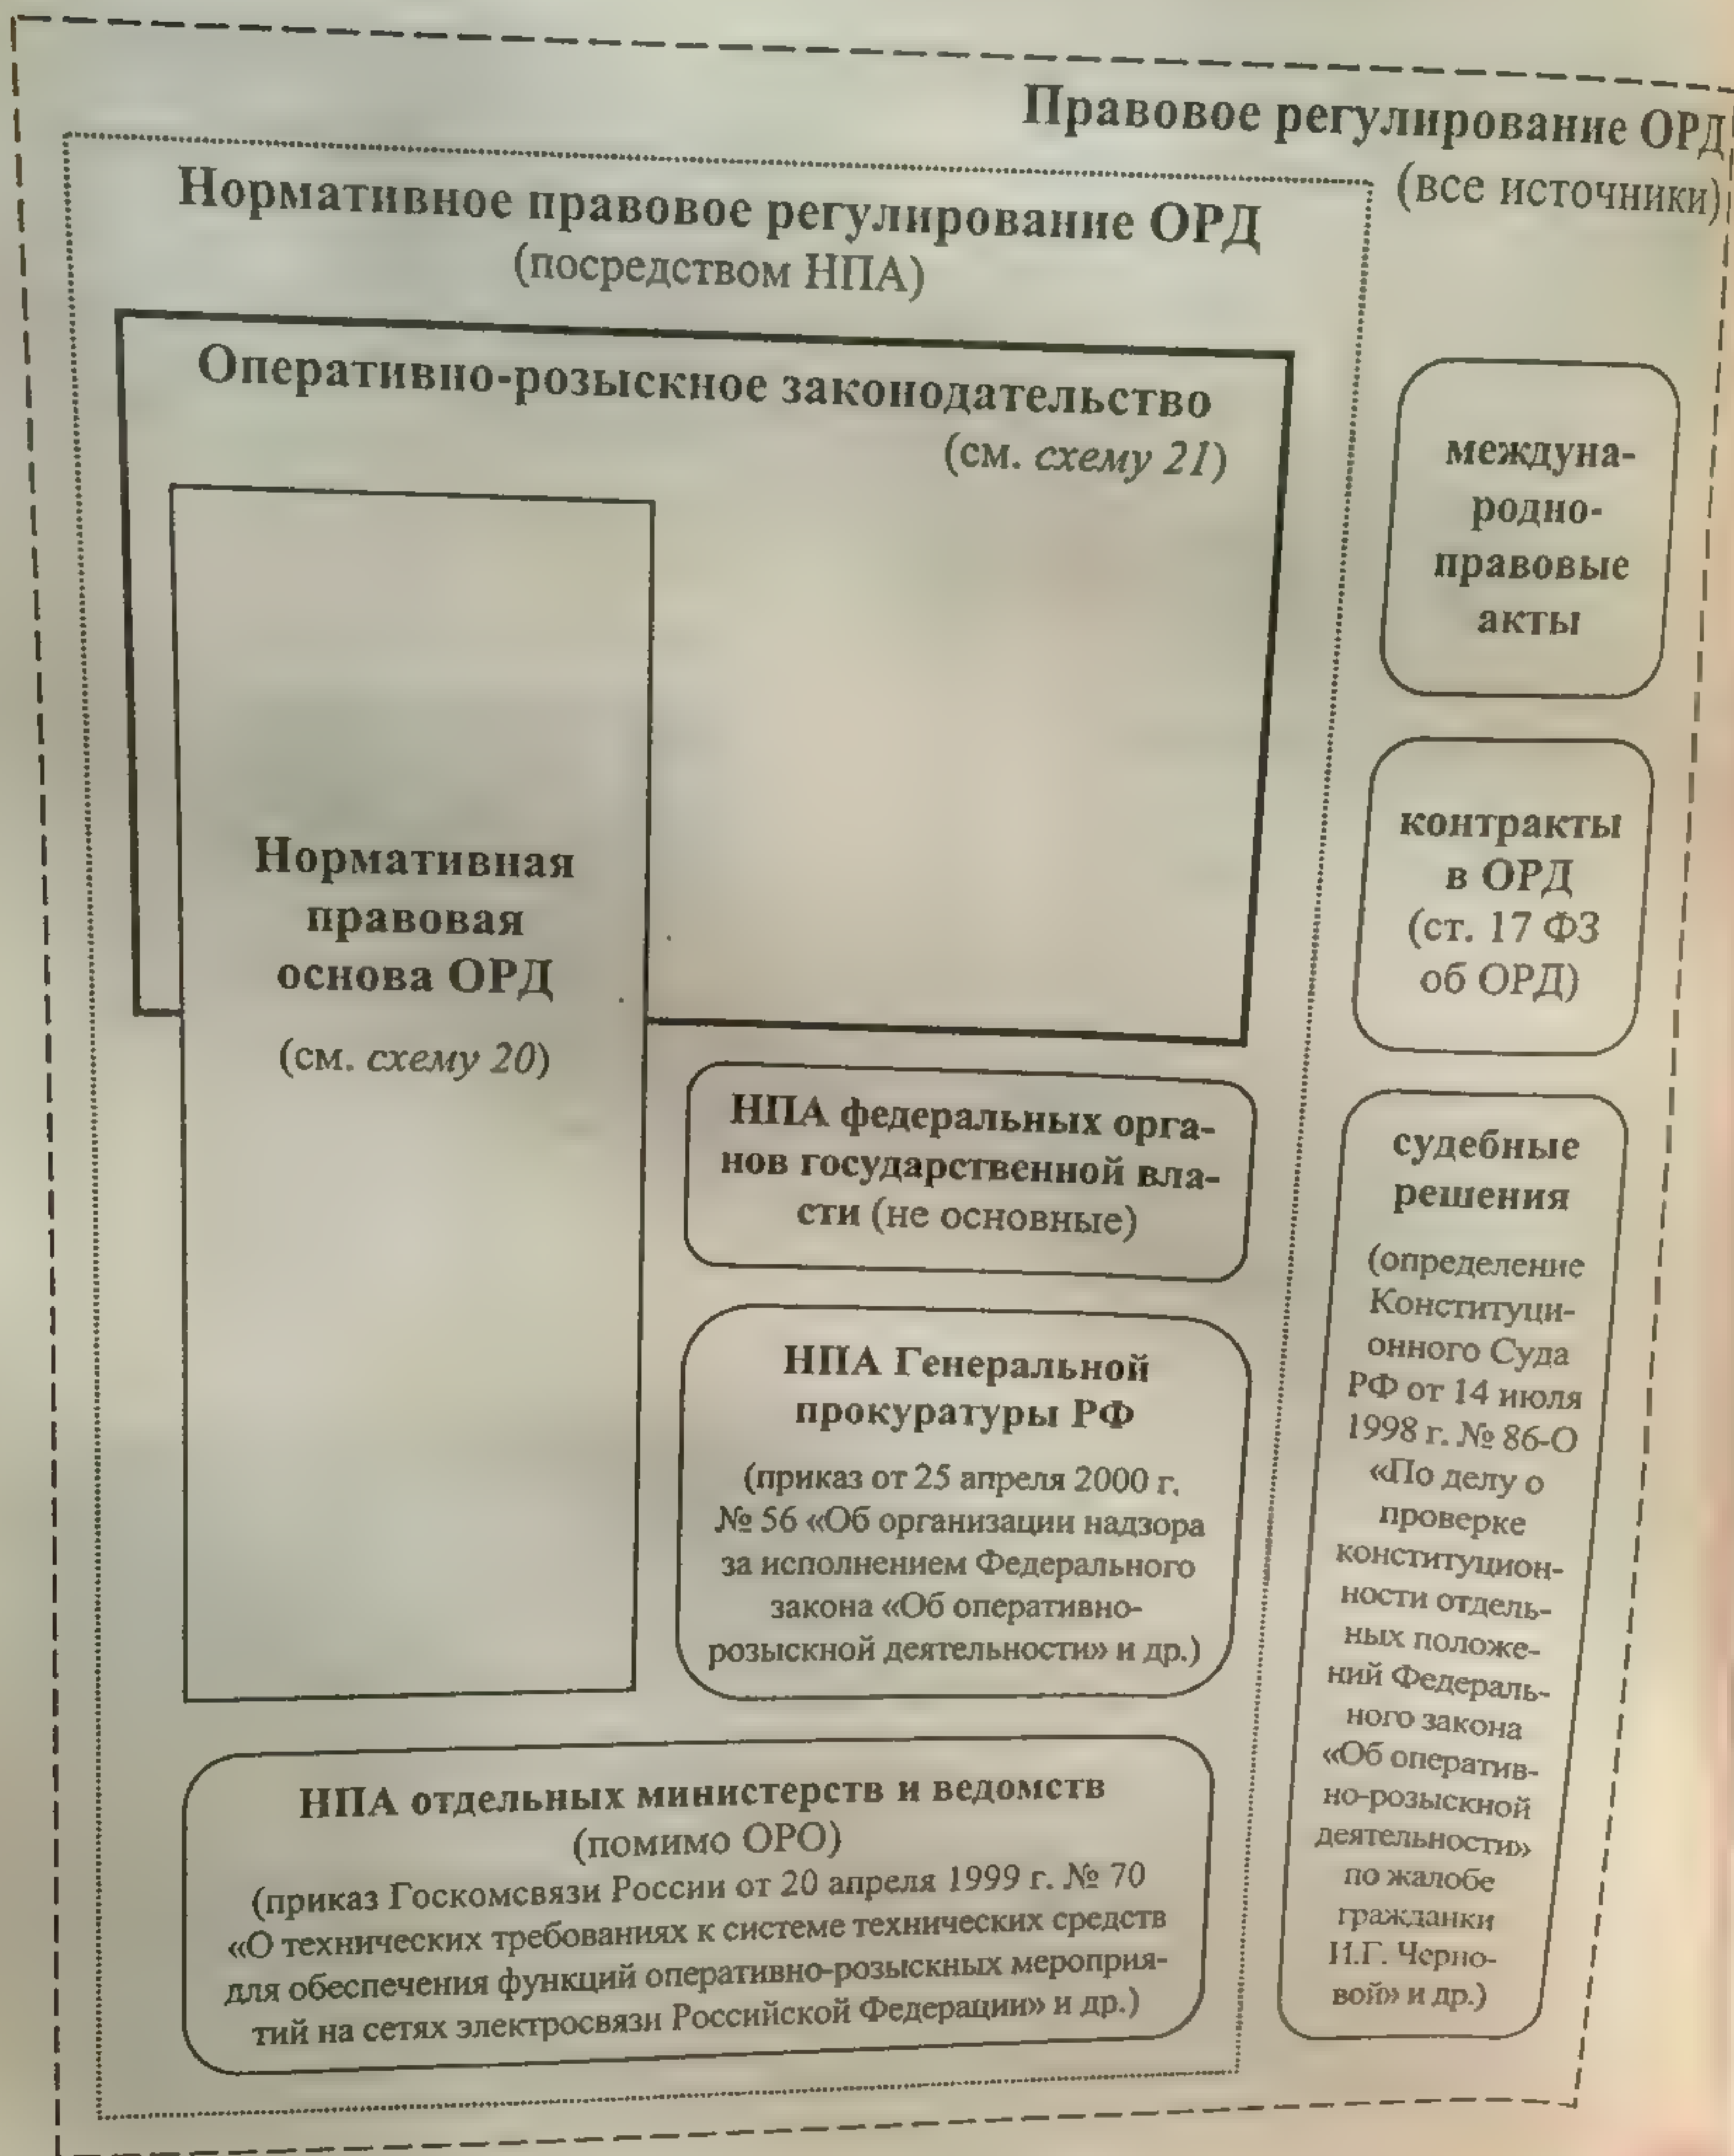 Правовое регулирование ОРД
(все источники)
Нормативное правовое регулирование ОРД
(посредством НПА)
Оперативно-розыскное законодательство
(см. схему 21)
Нормативная
правовая
основа ОРД
(см. схему 20)
НПА федеральных орга-
нов государственной вла-
сти (не основные)
НПА Генеральной
прокуратуры РФ
(приказ от 25 апреля 2000 г.
№ 56 «Об организации надзора
за исполнением Федерального
закона «Об оперативно-
розыскной деятельности» и др.)
НПА отдельных министерств и ведомств
(помимо ОРО)
(приказ Госкомсвязи России от 20 апреля 1999 г. № 70
«О технических требованиях к системе технических средств
для обеспечения функций оперативно-розыскных мероприя-
тий на сетях электросвязи Российской Федерации» и др.)
междуна-
родно-
правовые
акты
контракты
в ОРД
(ст. 17 ФЗ
об ОРД)
судебные
решения
(определение
Конституци-
онного Суда
РФ от 14 июля
1998 г. № 86-О
«По делу о
проверке
конституцион-
ности отдель-
ных положе-
ний Федераль-
ного закона
«Об оператив-
но-розыскной
деятельности»
по жалобе
гражданки
И.Г. Черно-
вой» и др.)